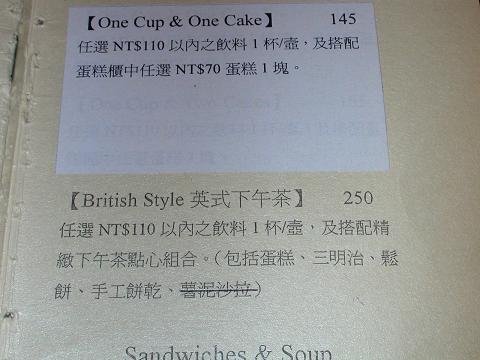 【One Cup & One Cake】 145
任選 NT$110 以內之飲料 1 杯/壺，及搭配
蛋糕櫃中任選 NT$70 蛋糕 1 塊。
【One Cup & Two Cakes】
【British Style 英式下午茶】 250
任選 NT$110 以內之飲料 1 杯/壺，及搭配精
緻下午茶點心組合。（包括蛋糕、三明治、鬆
餅、手工餅乾、薯泥沙拉）
Sandwiches & Soup